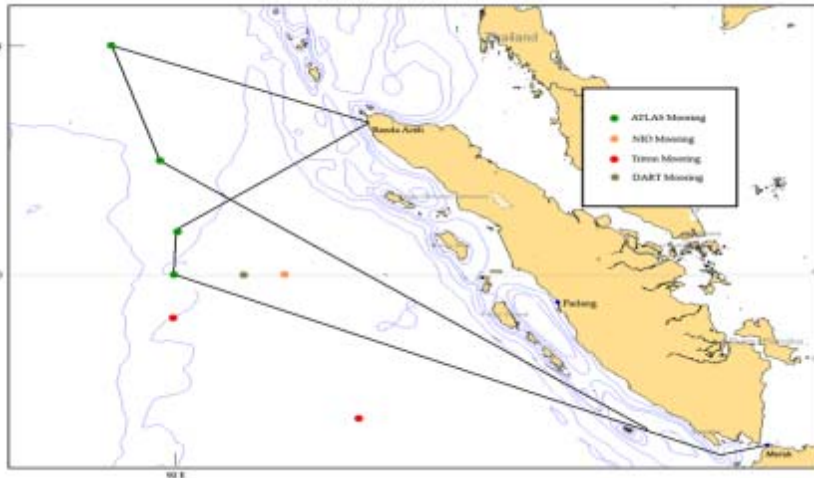 Thailand
ATLAS Mooring
NIO Mooring
Triton Mooring
DART Mooring
Banda Aceh
Padang
Merak
90 E